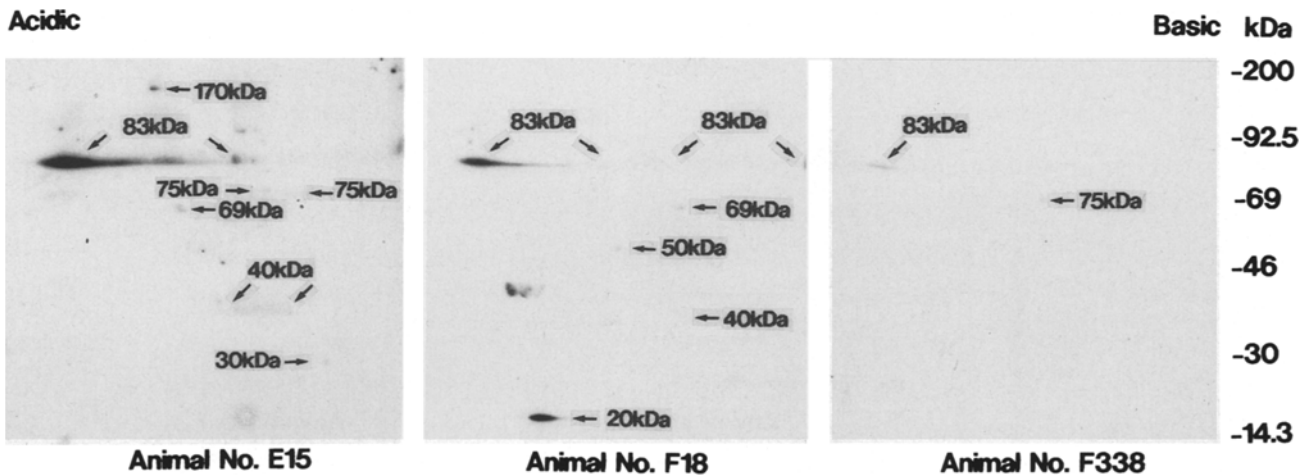 Acidic
Basic kDa
-200
170kDa
83kDa
83kDa
83kDa
83kDa
-92.5
75kDa
75kDa
75kDa
-69
69kDa
69kDa
50kDa
40kDa
-46
40kDa
30kDa
-30
20kDa
-14.3
Animal No. E15
Animal No. F18
Animal No. F338